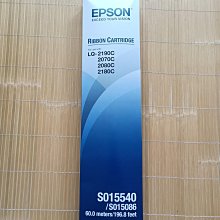 EPSON
EXCEED YOUR VISION
RIBBON CARTRIDGE
LQ-2190C
2070C
2080C
2180C
S015540
/S015086
60.0 meters/196.8 feet